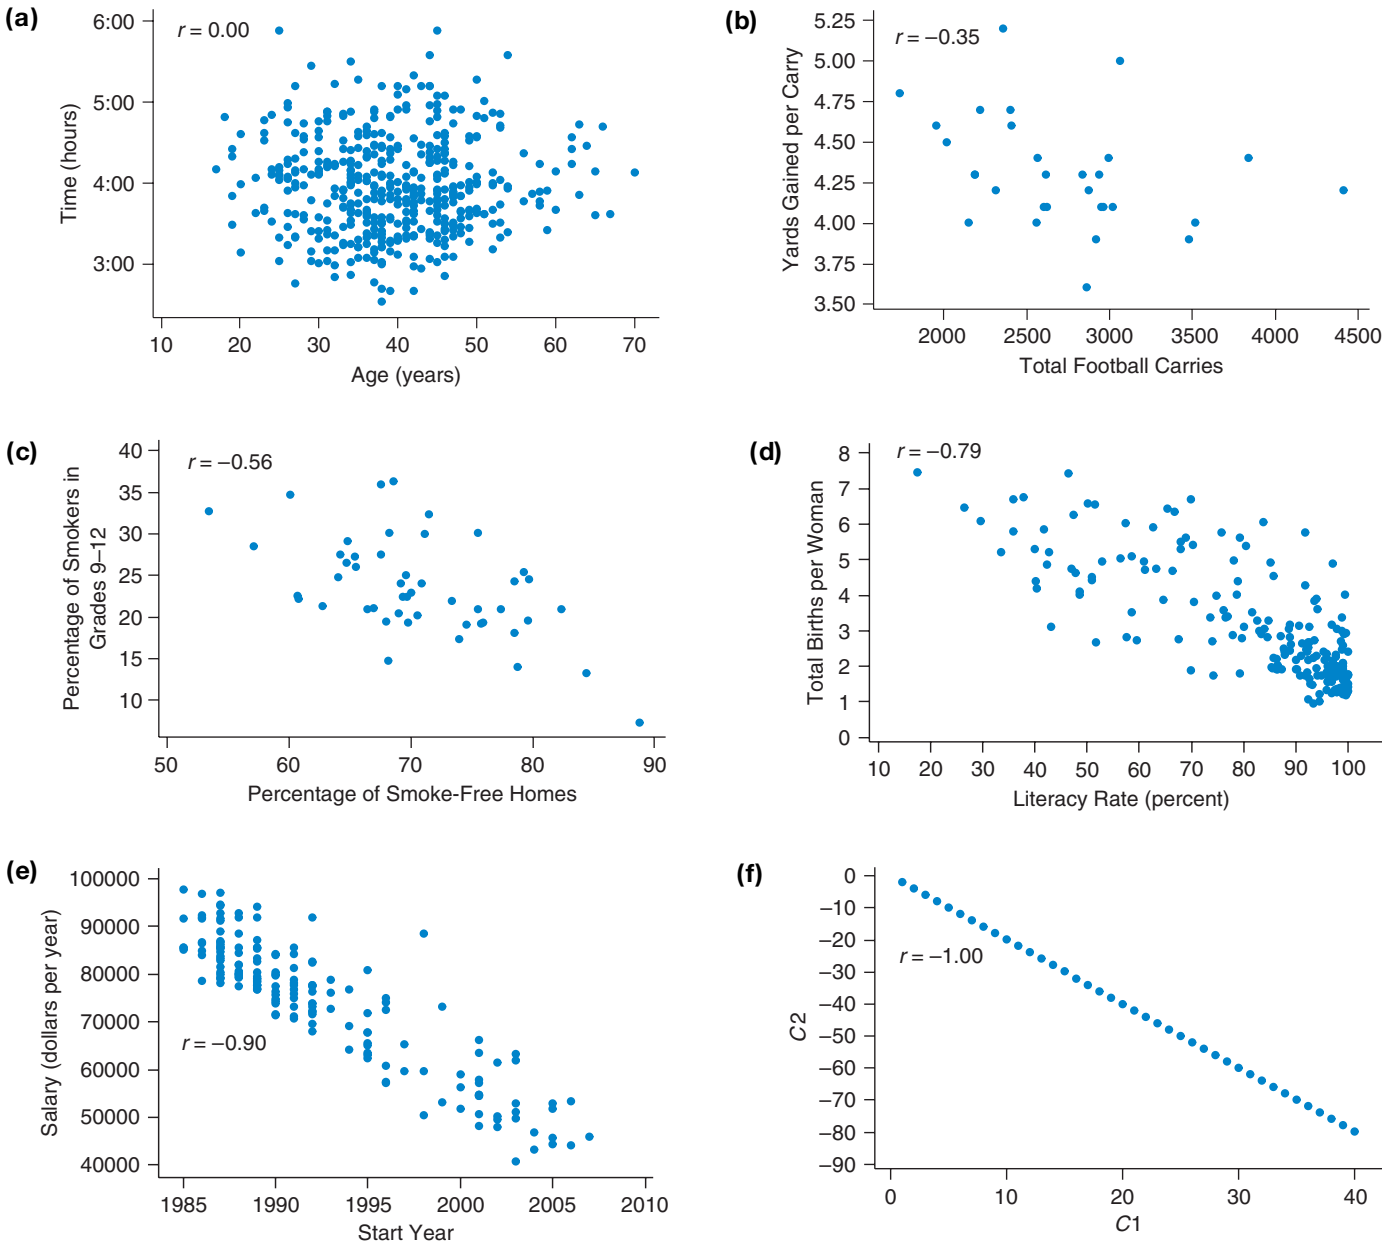 (a)
r = 0.00
6:00
5:00
4:00
3:00
Time (hours)
10 20 30 40 50 60 70
Age (years)
(b)
r = −0.35
5.25
5.00
4.75
4.50
4.25
4.00
3.75
3.50
Yards Gained per Carry
2000 2500 3000 3500 4000 4500
Total Football Carries
(c)
r = −0.56
40
35
30
25
20
15
10
Percentage of Smokers in
Grades 9–12
50 60 70 80 90
Percentage of Smoke-Free Homes
(d)
r = −0.79
8
7
6
5
4
3
2
1
0
Total Births per Woman
10 20 30 40 50 60 70 80 90 100
Literacy Rate (percent)
(e)
100000
90000
80000
70000
60000
50000
40000
r = −0.90
Salary (dollars per year)
1985 1990 1995 2000 2005 2010
Start Year
(f)
0
−10
−20
−30
−40
−50
−60
−70
−80
−90
r = −1.00
C2
0 10 20 30 40
C1